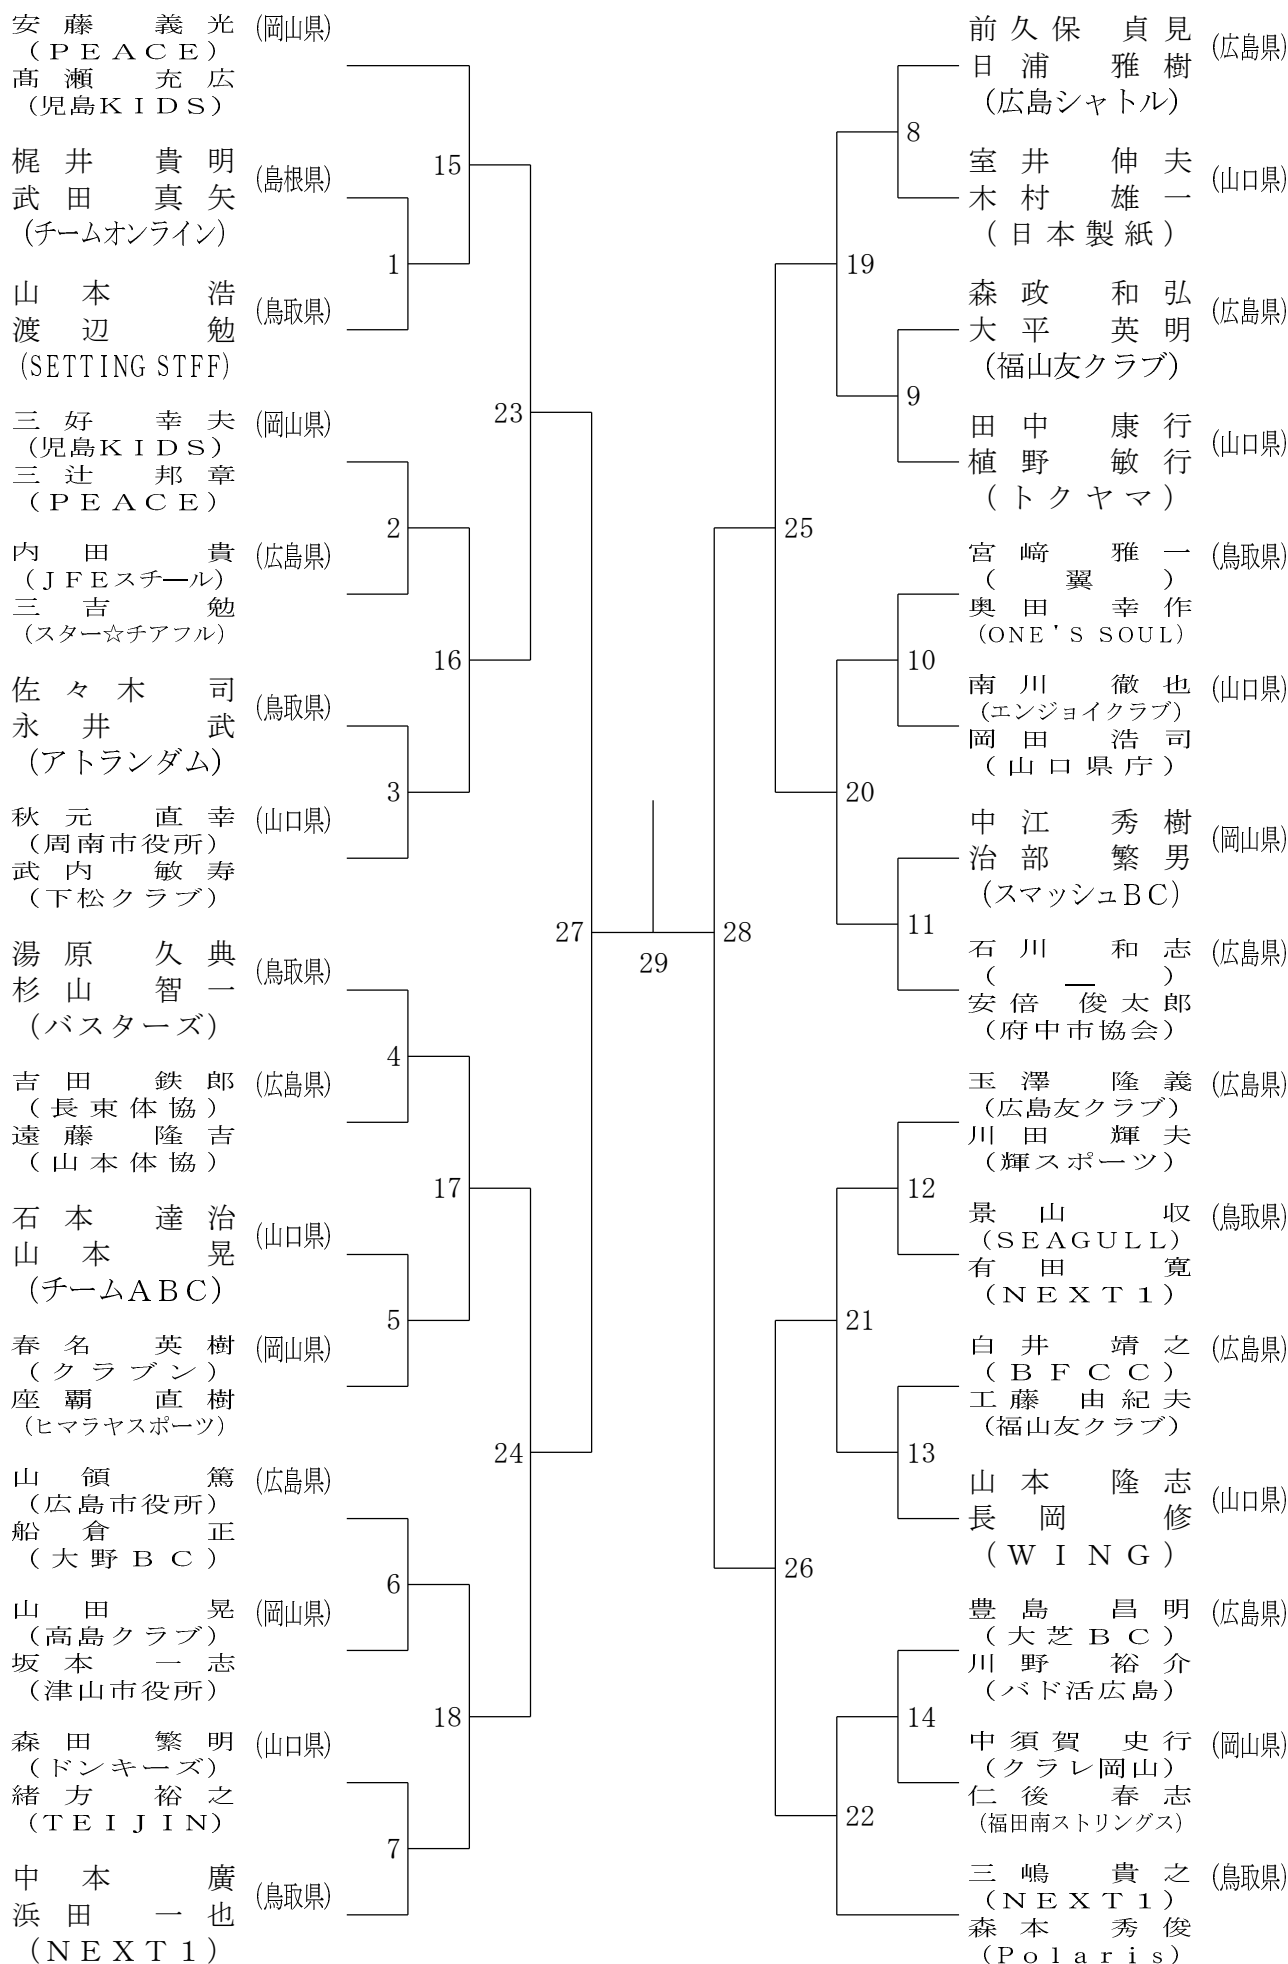 安藤 義光 (岡山県)
(PEACE)
髙瀬 充広
(児島KIDS)
15
梶井 貴明 (島根県)
武田 真矢
(チームオンライン)
1
山本 浩 (鳥取県)
渡辺 勉
(SETTING STFF)
23
三好 幸夫 (岡山県)
(児島KIDS)
三辻 邦章
(PEACE)
2
内田 貴 (広島県)
(JFEスチール)
三吉 勉
(スター☆チアフル)
16
佐々木 司 (鳥取県)
永井 武
(アトランダム)
3
秋元 直幸 (山口県)
(周南市役所)
武内 敏寿
(下松クラブ)
27
湯原 久典 (鳥取県)
杉山 智一
(バスターズ)
4
吉田 鉄郎 (広島県)
(長束体協)
遠藤 隆吉
(山本体協)
17
石本 達治 (山口県)
山本 晃
(チームABC)
5
春名 英樹 (岡山県)
(クラブン)
座覇 直樹
(ヒマラヤスポーツ)
24
山領 篤 (広島県)
(広島市役所)
船倉 正
(大野BC)
6
山田 晃 (岡山県)
(高島クラブ)
坂本 一志
(津山市役所)
18
森田 繁明 (山口県)
(ドンキーズ)
緒方 裕之
(TEIJIN)
7
中本 廣 (鳥取県)
浜田 一也
(NEXT1)
29
前久保 貞見 (広島県)
日浦 雅樹
(広島シャトル)
8
室井 伸夫 (山口県)
木村 雄一
(日本製紙)
19
森政 和弘 (広島県)
大平 英明
(福山友クラブ)
9
田中 康行 (山口県)
植野 敏行
(トクヤマ)
25
宮﨑 雅一 (鳥取県)
(翼)
奥田 幸作
(ONE'S SOUL)
10
南川 徹也 (山口県)
(エンジョイクラブ)
岡田 浩司
(山口県庁)
20
中江 秀樹 (岡山県)
治部 繁男
(スマッシュBC)
11
石川 和志 (広島県)
( )
安倍 俊太郎
(府中市協会)
28
玉澤 隆義 (広島県)
(広島友クラブ)
川田 輝夫
(輝スポーツ)
12
景山 収 (鳥取県)
(SEAGULL)
有田 寛
(NEXT1)
21
白井 靖之 (広島県)
(BFCC)
工藤 由紀夫
(福山友クラブ)
13
山本 隆志 (山口県)
長岡 修
(WING)
26
豊島 昌明 (広島県)
(大芝BC)
川野 裕介
(バド活広島)
14
中須賀 史行 (岡山県)
(クラレ岡山)
仁後 春志
(福田南ストリングス)
22
三嶋 貴之 (鳥取県)
(NEXT1)
森本 秀俊
(Polaris)